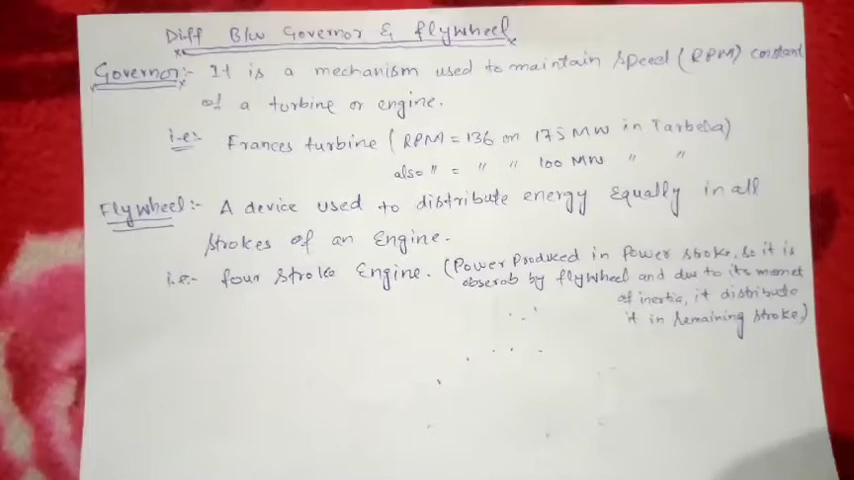 Diff B/w Governor & flywheel
Governor:- It is a mechanism used to maintain speed (RPM) constant
of a turbine or engine.
i.e:- Frances turbine (RPM = 136 on 175 MW in Tarbela)
also " = " " 100 MW " "
Flywheel:- A device used to distribute energy Equally in all
strokes of an Engine.
i.e:- four stroke Engine. (Power Produced in Power stroke, so it is
obserob by flywheel and due to its momet
of inertia, it distribute
it in remaining stroke)